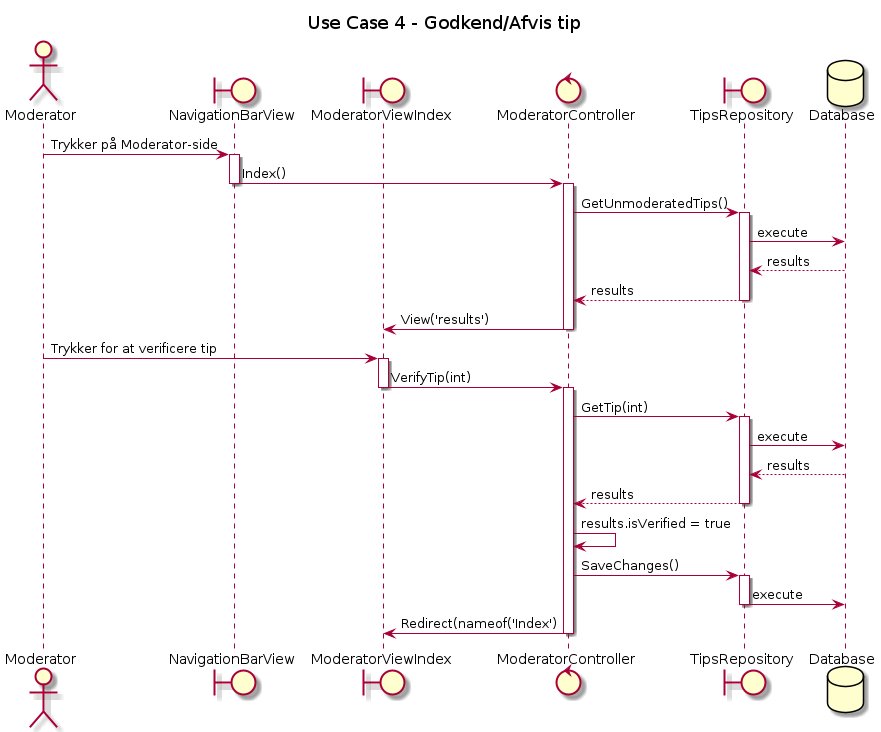 Use Case 4 - Godkend/Afvis tip
Moderator NavigationBarView ModeratorViewIndex ModeratorController TipsRepository Database
Trykker på Moderator-side
Index()
GetUnmoderatedTips()
execute
results
results
View('results')
Trykker for at verificere tip
VerifyTip(int)
GetTip(int)
execute
results
results
results.isVerified = true
SaveChanges()
execute
Redirect(nameof('Index')
Moderator NavigationBarView ModeratorViewIndex ModeratorController TipsRepository Database